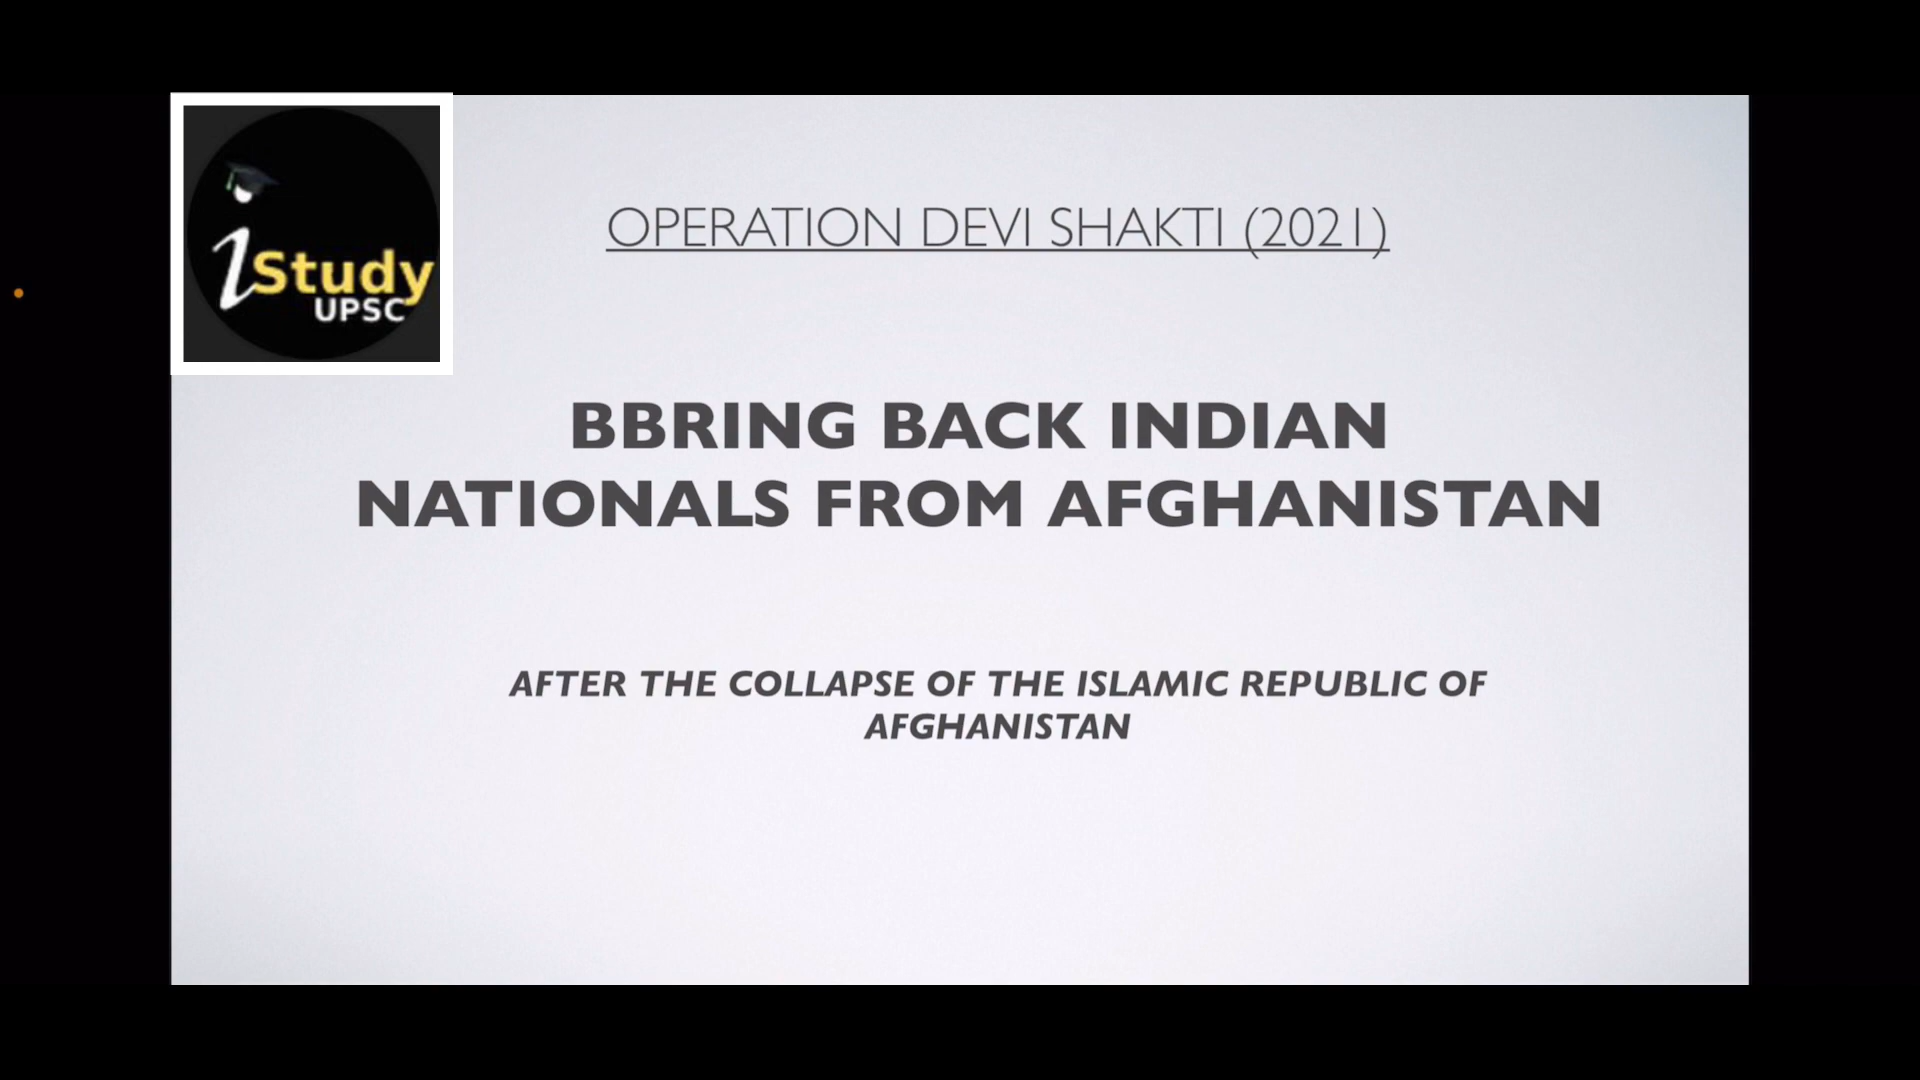 iStudy
UPSC
OPERATION DEVI SHAKTI (2021)
BBRING BACK INDIAN
NATIONALS FROM AFGHANISTAN
AFTER THE COLLAPSE OF THE ISLAMIC REPUBLIC OF
AFGHANISTAN